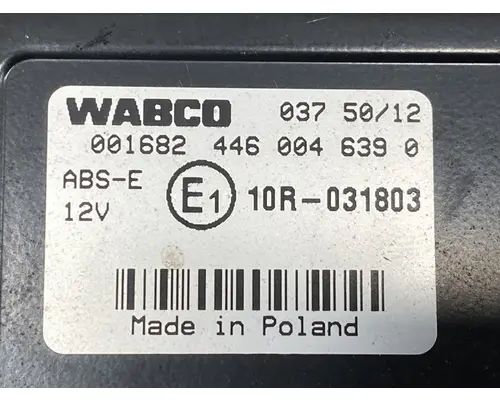 WABCO 037 50/12
001682 446 004 639 0
ABS-E
12V
E1 10R-031803
Made in Poland